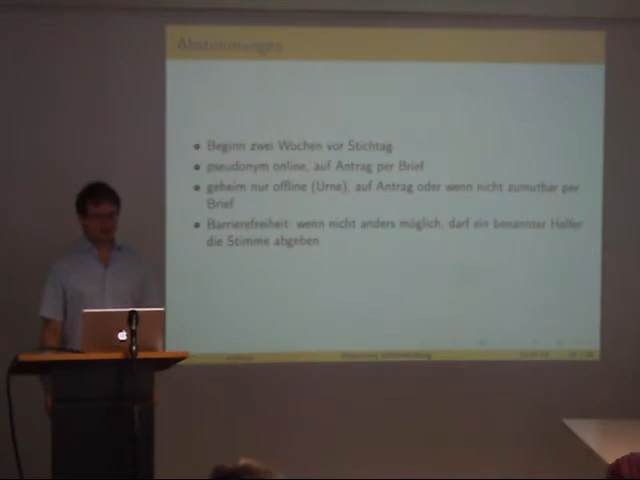 Abstimmungen
Beginn zwei Wochen vor Stichtag
pseudonym online, auf Antrag per Brief
geheim nur offline (Urne), auf Antrag oder wenn nicht zumutbar per
Brief
Barrierefreiheit: wenn nicht anders möglich, darf ein benannter Helfer
die Stimme abgeben